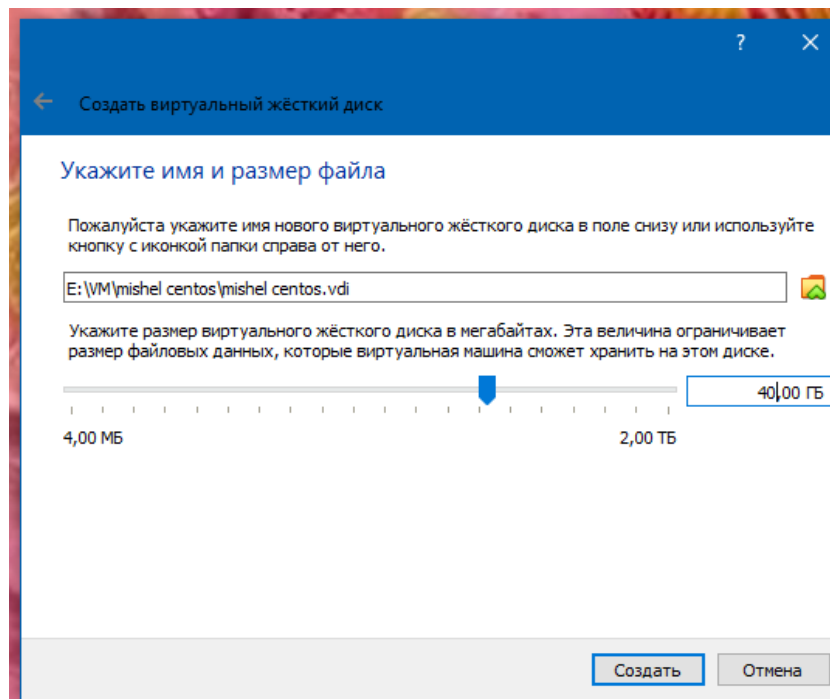 ?
Создать виртуальный жёсткий диск
Укажите имя и размер файла
Пожалуйста укажите имя нового виртуального жёсткого диска в поле снизу или используйте
кнопку с иконкой папки справа от него.
E:\VM\mishel centos\mishel centos.vdi
Укажите размер виртуального жёсткого диска в мегабайтах. Эта величина ограничивает
размер файловых данных, которые виртуальная машина сможет хранить на этом диске.
40,00 ГБ
4,00 МБ 2,00 ТБ
Создать Отмена